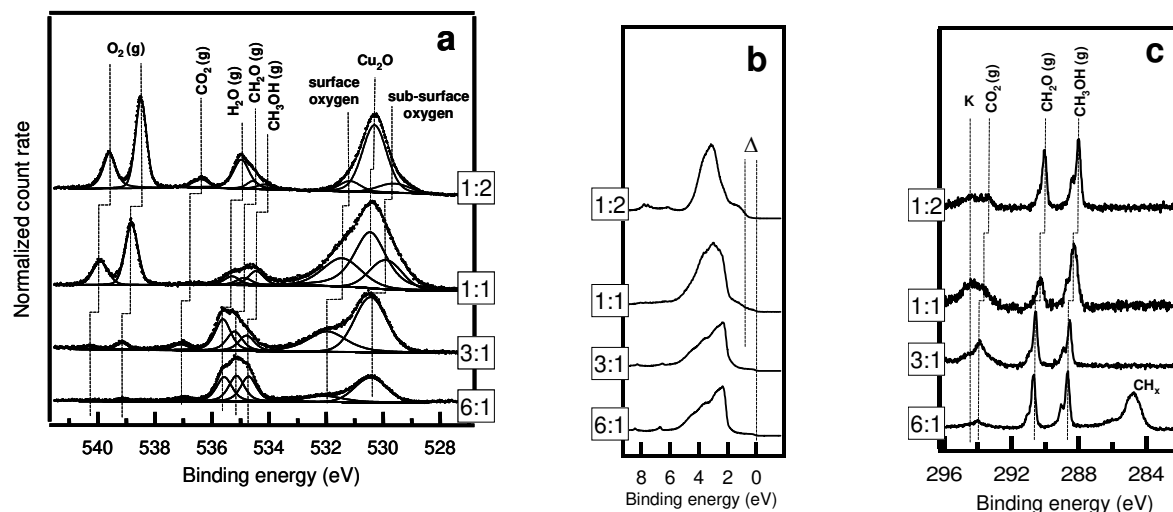 a
O₂ (g)
CO₂ (g)
H₂O (g)
CH₂O (g)
CH₃OH (g)
surface
oxygen
Cu₂O
sub-surface
oxygen
Normalized count rate
1:2
1:1
3:1
6:1
540 538 536 534 532 530 528
Binding energy (eV)
b
Δ
1:2
1:1
3:1
6:1
8 6 4 2 0
Binding energy (eV)
c
K
CO₂ (g)
CH₂O (g)
CH₃OH (g)
1:2
1:1
3:1
CHₓ
6:1
296 292 288 284
Binding energy (eV)